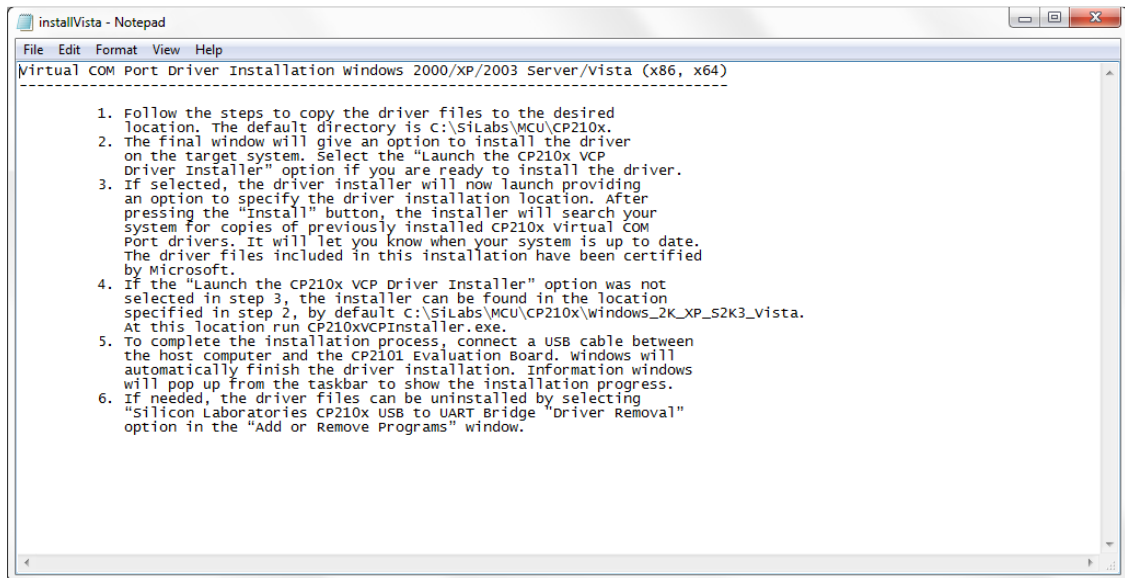 installVista - Notepad
File Edit Format View Help
Virtual COM Port Driver Installation Windows 2000/XP/2003 Server/Vista (x86, x64)
---------------------------------------------------------------------------------
1. Follow the steps to copy the driver files to the desired
location. The default directory is C:\SiLabs\MCU\CP210x.
2. The final window will give an option to install the driver
on the target system. Select the “Launch the CP210x VCP
Driver Installer” option if you are ready to install the driver.
3. If selected, the driver installer will now launch providing
an option to specify the driver installation location. After
pressing the “Install” button, the installer will search your
system for copies of previously installed CP210x Virtual COM
Port drivers. It will let you know when your system is up to date.
The driver files included in this installation have been certified
by Microsoft.
4. If the “Launch the CP210x VCP Driver Installer” option was not
selected in step 3, the installer can be found in the location
specified in step 2, by default C:\SiLabs\MCU\CP210x\Windows_2K_XP_S2K3_Vista.
At this location run CP210xVCPInstaller.exe.
5. To complete the installation process, connect a USB cable between
the host computer and the CP2101 Evaluation Board. Windows will
automatically finish the driver installation. Information windows
will pop up from the taskbar to show the installation progress.
6. If needed, the driver files can be uninstalled by selecting
“Silicon Laboratories CP210x USB to UART Bridge "Driver Removal"
option in the “Add or Remove Programs” window.